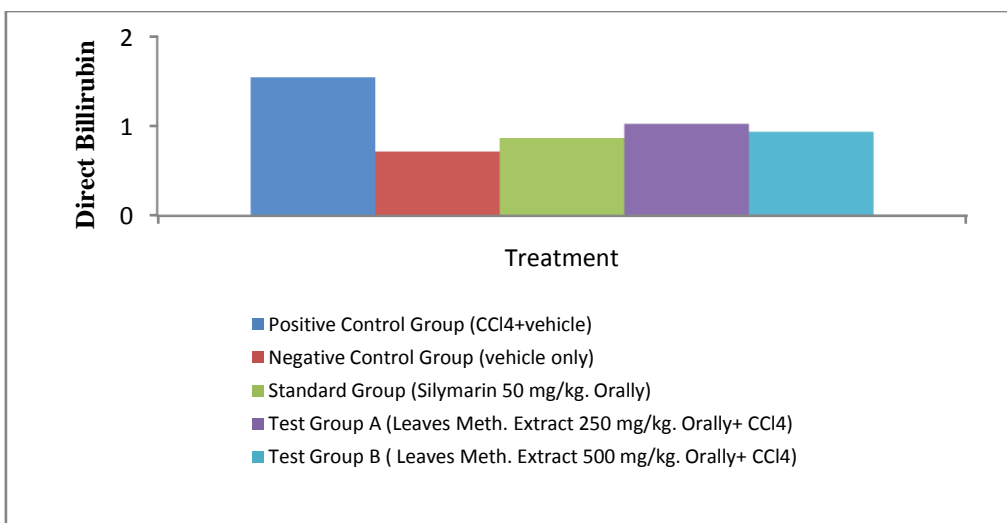 2
1
0
Direct Billirubin
Treatment
Positive Control Group (CCl4+vehicle)
Negative Control Group (vehicle only)
Standard Group (Silymarin 50 mg/kg. Orally)
Test Group A (Leaves Meth. Extract 250 mg/kg. Orally+ CCl4)
Test Group B ( Leaves Meth. Extract 500 mg/kg. Orally+ CCl4)